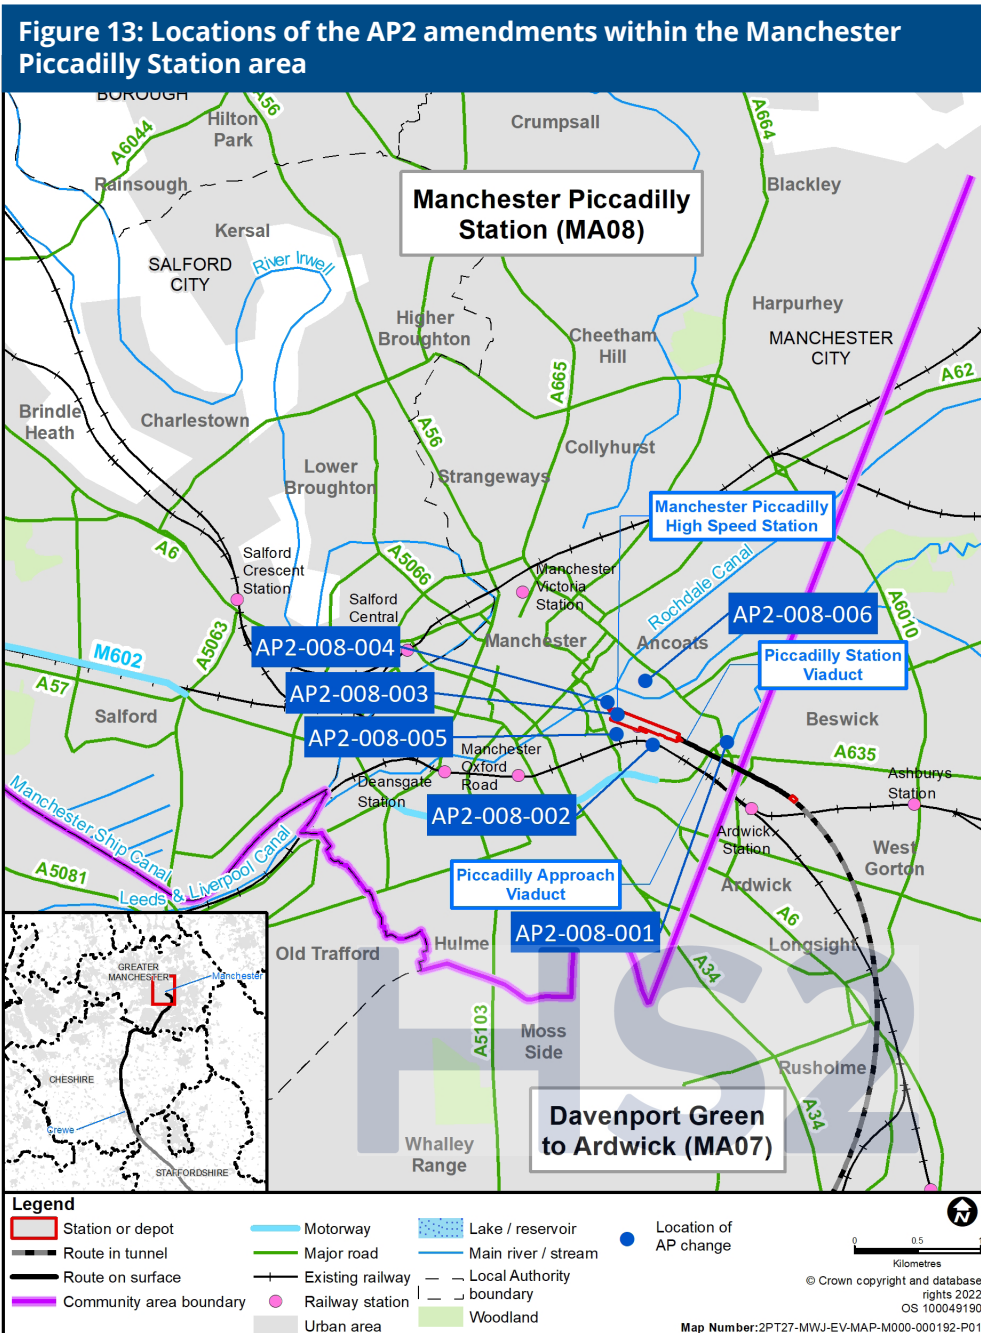 Figure 13: Locations of the AP2 amendments within the Manchester
Piccadilly Station area
BOROUGH
A56
Hilton
Park
Crumpsall
A664
A6044
Rainsough
Blackley
Manchester Piccadilly
Station (MA08)
Kersal
SALFORD
CITY
River Irwell
Harpurhey
Higher
Broughton
Cheetham
Hill
MANCHESTER
CITY
A665
A62
Brindle
Heath
Charlestown
A56
Collyhurst
Lower
Broughton
Strangeways
Manchester Piccadilly
High Speed Station
A6
Salford
Crescent
Station
A5066
Manchester
Victoria
Station
Rochdale Canal
Salford
Central
A6010
AP2-008-006
A5063
Manchester
Ancoats
AP2-008-004
M602
Piccadilly Station
Viaduct
A57
AP2-008-003
Salford
Beswick
AP2-008-005
Manchester
Oxford
Road
A635
Deansgate
Station
Ashburys
Station
Manchester Ship Canal
AP2-008-002
Ardwick
Station
West
Gorton
A5081
Leeds & Liverpool Canal
Piccadilly Approach
Viaduct
Ardwick
A6
AP2-008-001
Old Trafford
Hulme
Longsight
A34
GREATER
MANCHESTER
Manchester
HS2
A5103
Moss
Side
Rusholme
CHESHIRE
A34
Davenport Green
to Ardwick (MA07)
Crewe
Whalley
Range
STAFFORDSHIRE
Legend
Station or depot
Route in tunnel
Route on surface
Community area boundary
Motorway
Major road
Existing railway
Railway station
Urban area
Lake / reservoir
Main river / stream
Local Authority
boundary
Woodland
Location of
AP change
N
0 0.5 1
Kilometres
© Crown copyright and database
rights 2022
OS 100049190
Map Number:2PT27-MWJ-EV-MAP-M000-000192-P01